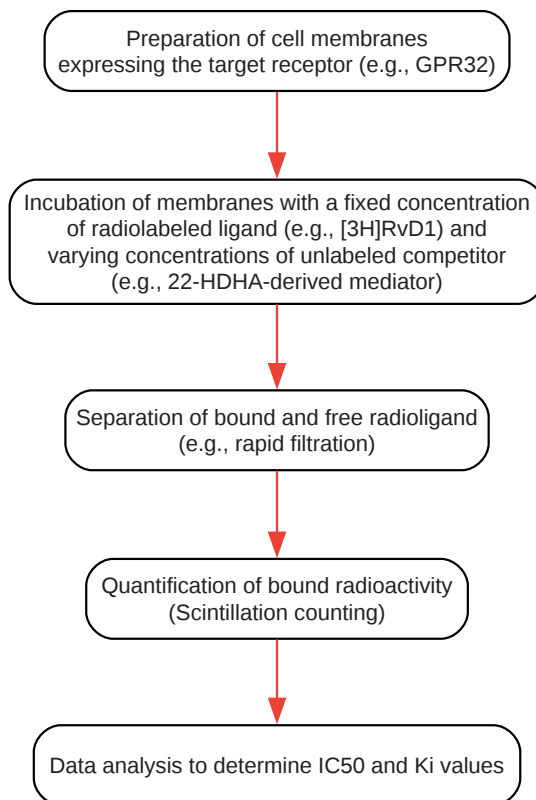 Preparation of cell membranes
expressing the target receptor (e.g., GPR32)
Incubation of membranes with a fixed concentration
of radiolabeled ligand (e.g., [3H]RvD1) and
varying concentrations of unlabeled competitor
(e.g., 22-HDHA-derived mediator)
Separation of bound and free radioligand
(e.g., rapid filtration)
Quantification of bound radioactivity
(Scintillation counting)
Data analysis to determine IC50 and Ki values